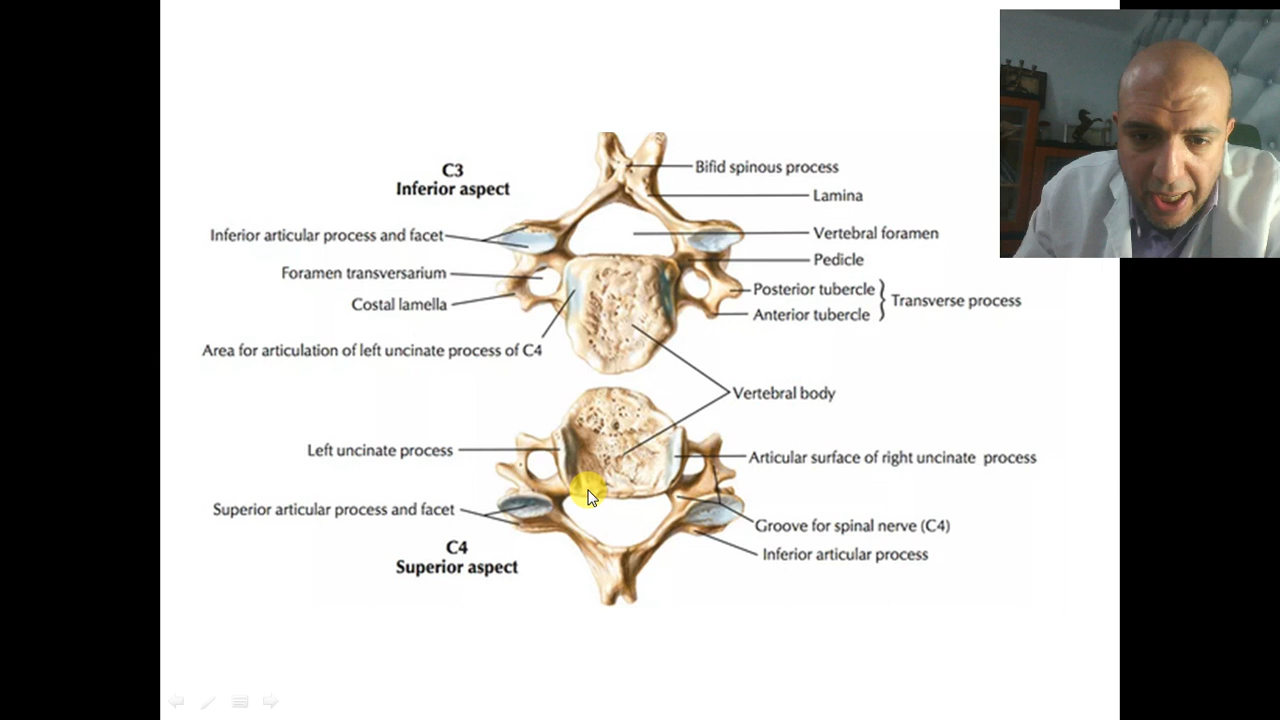 C3
Inferior aspect
Bifid spinous process
Lamina
Inferior articular process and facet
Vertebral foramen
Pedicle
Foramen transversarium
Posterior tubercle
Transverse process
Costal lamella
Anterior tubercle
Area for articulation of left uncinate process of C4
Vertebral body
Left uncinate process
Articular surface of right uncinate process
Superior articular process and facet
Groove for spinal nerve (C4)
C4
Superior aspect
Inferior articular process